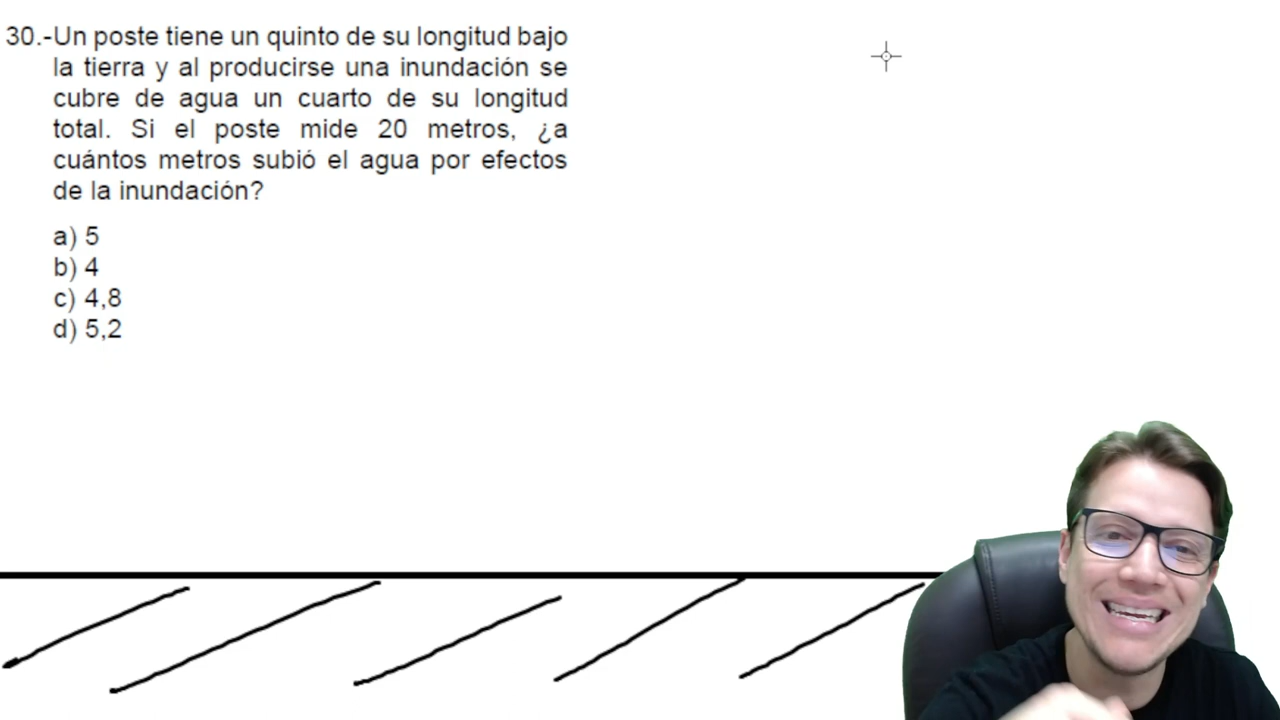 30.-Un poste tiene un quinto de su longitud bajo
la tierra y al producirse una inundación se
cubre de agua un cuarto de su longitud
total. Si el poste mide 20 metros, ¿a
cuántos metros subió el agua por efectos
de la inundación?
a) 5
b) 4
c) 4,8
d) 5,2